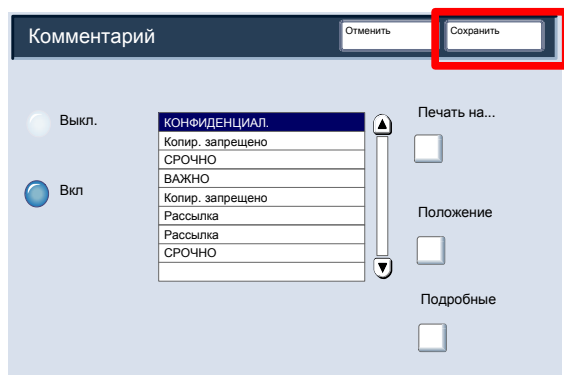 Комментарий
Отменить
Сохранить
Выкл.
Вкл
КОНФИДЕНЦИАЛ.
Копир. запрещено
СРОЧНО
ВАЖНО
Копир. запрещено
Рассылка
Рассылка
СРОЧНО
Печать на...
Положение
Подробные